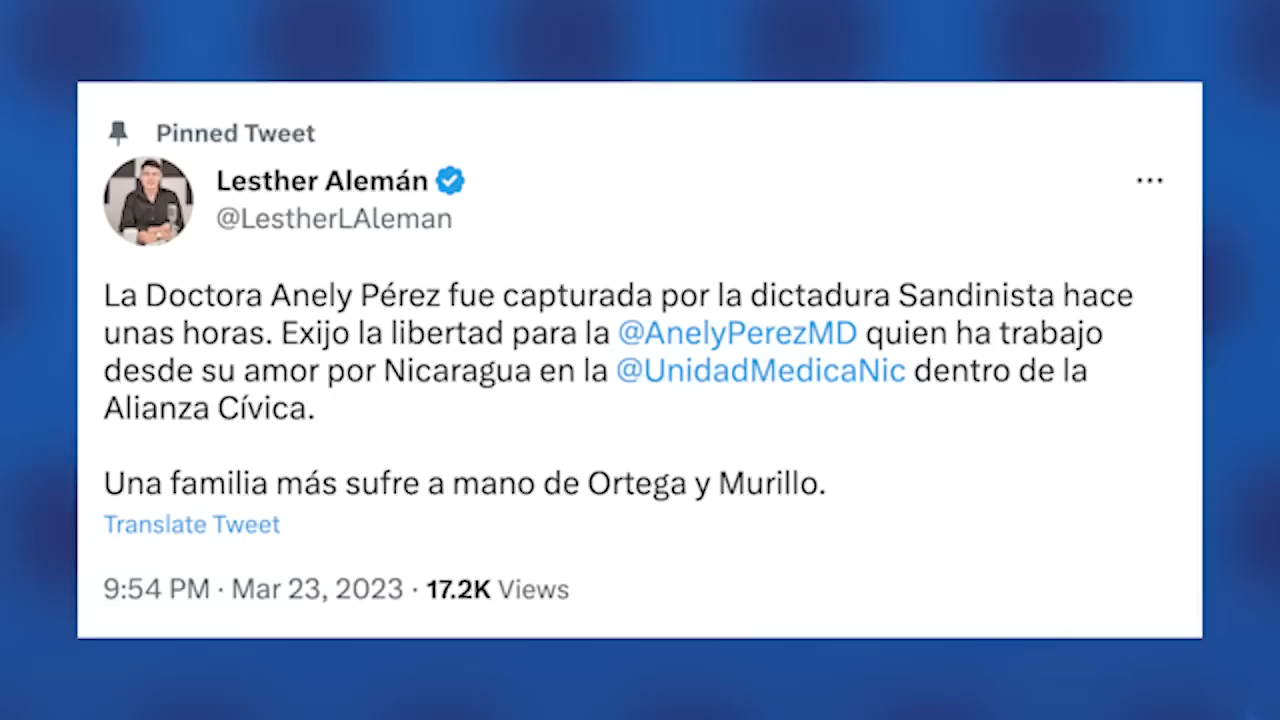 Pinned Tweet
Lesther Alemán
@LestherLAleman
La Doctora Anely Pérez fue capturada por la dictadura Sandinista hace
unas horas. Exijo la libertad para la @AnelyPerezMD quien ha trabajo
desde su amor por Nicaragua en la @UnidadMedicaNic dentro de la
Alianza Cívica.
Una familia más sufre a mano de Ortega y Murillo.
Translate Tweet
9:54 PM · Mar 23, 2023 · 17.2K Views